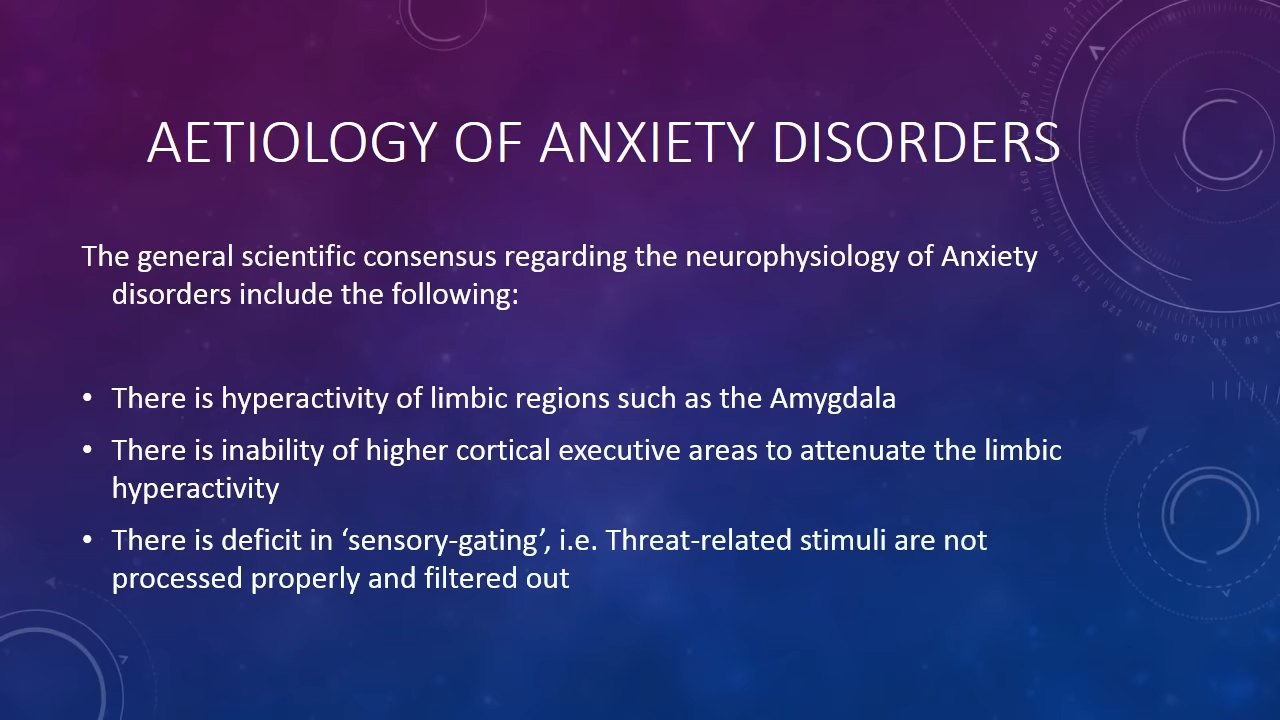 AETIOLOGY OF ANXIETY DISORDERS
The general scientific consensus regarding the neurophysiology of Anxiety
disorders include the following:
• There is hyperactivity of limbic regions such as the Amygdala
• There is inability of higher cortical executive areas to attenuate the limbic
hyperactivity
• There is deficit in ‘sensory-gating’, i.e. Threat-related stimuli are not
processed properly and filtered out